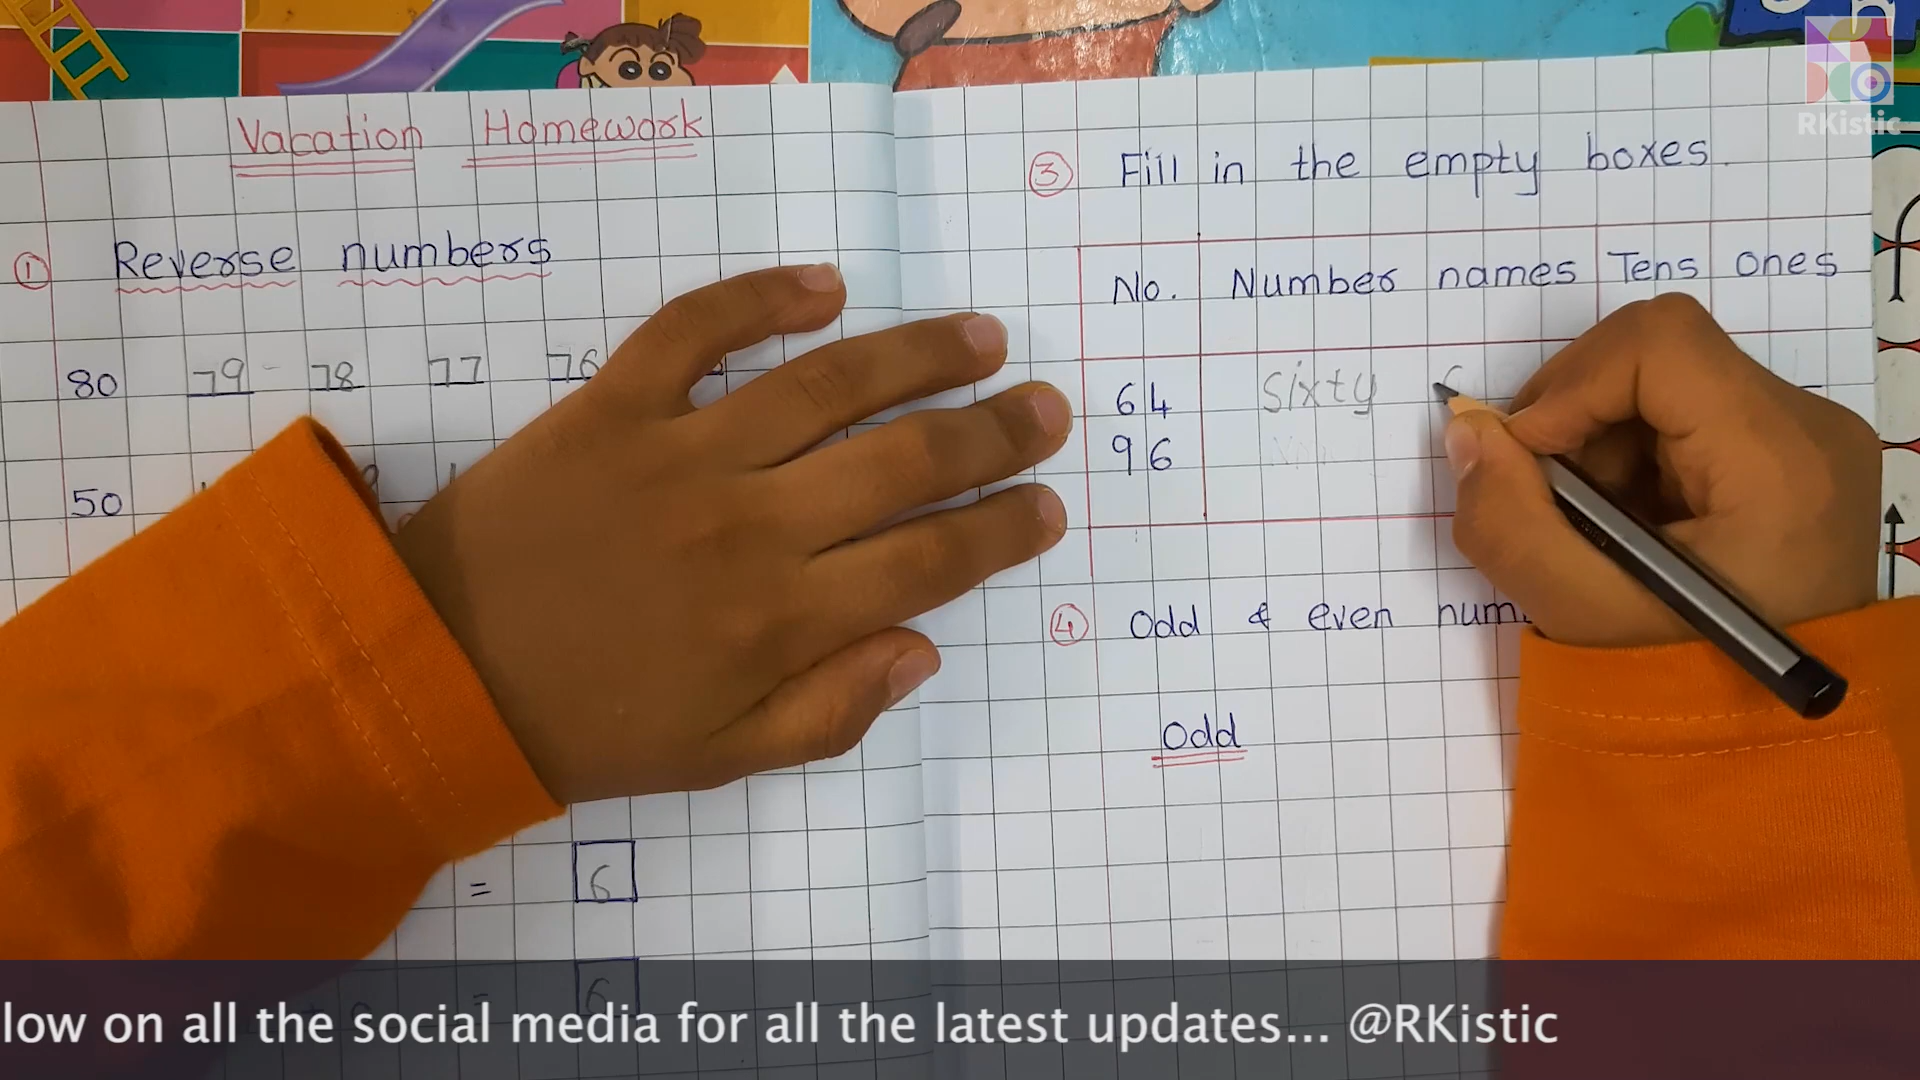 Vacation Homework
① Reverse numbers
80 79 78 77 76
50
= 6
= 6
③ Fill in the empty boxes.
No. Number names Tens ones
64 Sixty
96
④ Odd & even num
Odd
RKistic
low on all the social media for all the latest updates... @RKistic